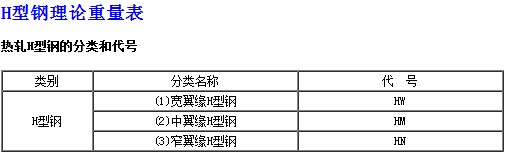 H型钢理论重量表
热轧H型钢的分类和代号
类别 分类名称 代 号
H型钢 (1)宽翼缘H型钢 HW
(2)中翼缘H型钢 HM
(3)窄翼缘H型钢 HN